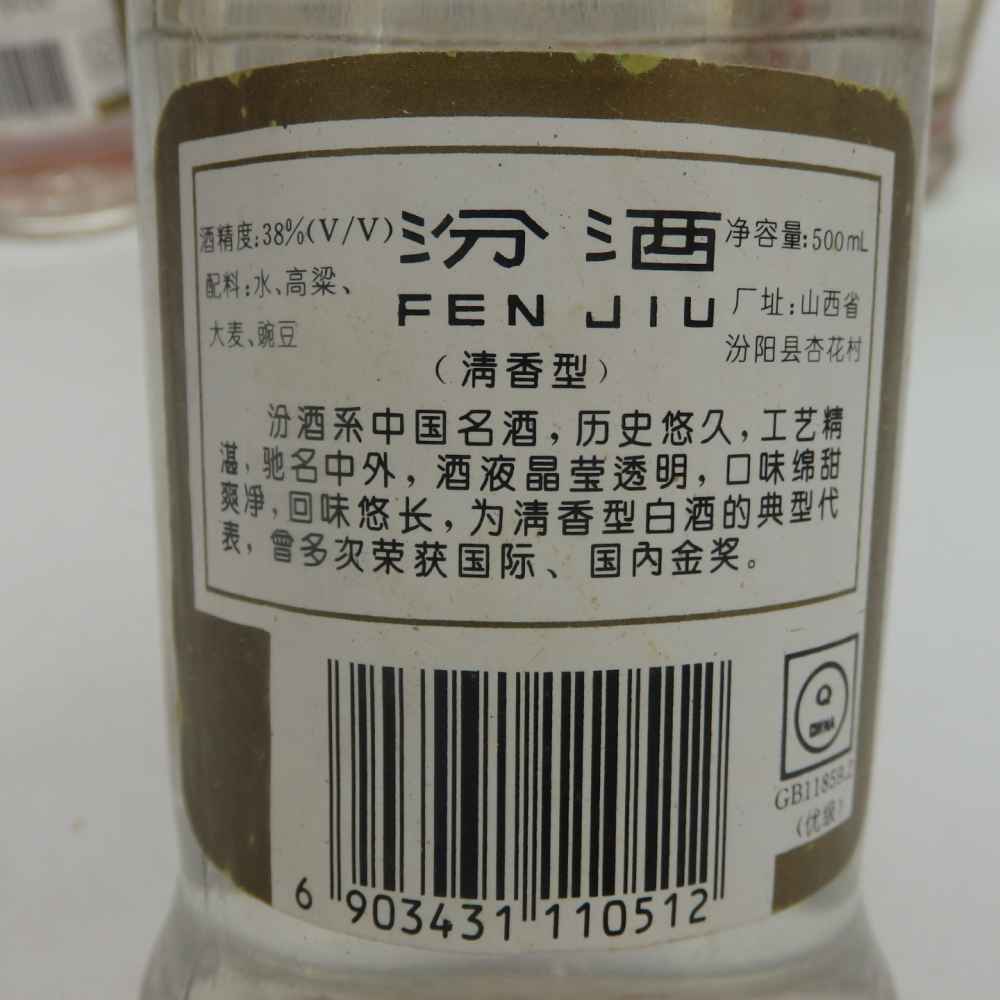 酒精度:38%(V/V)
配料:水、高粱、
大麦、豌豆
汾酒
FEN JIU
(清香型)
净容量:500mL
厂址:山西省
汾阳县杏花村
汾酒系中国名酒,历史悠久,工艺精
湛,驰名中外,酒液晶莹透明,口味绵甜
爽净,回味悠长,为清香型白酒的典型代
表,曾多次荣获国际、国内金奖。
Q
CHINA
GB11859.2
(优级)
6 903431 110512